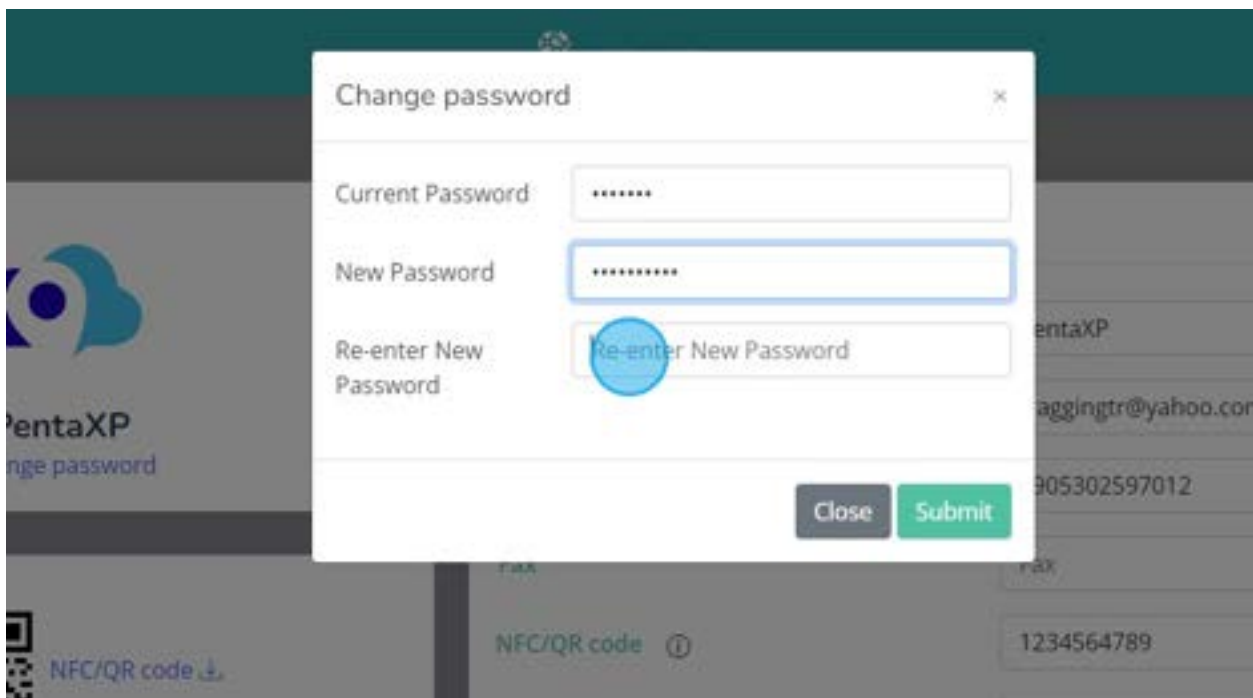 Change password
×
Current Password
•••••••
New Password
••••••••••
Re-enter New
Password
Re-enter New Password
Close
Submit
PentaXP
nge password
NFC/QR code
entaXP
aggingtr@yahoo.cor
905302597012
Fax
Fax
NFC/QR code
1234564789